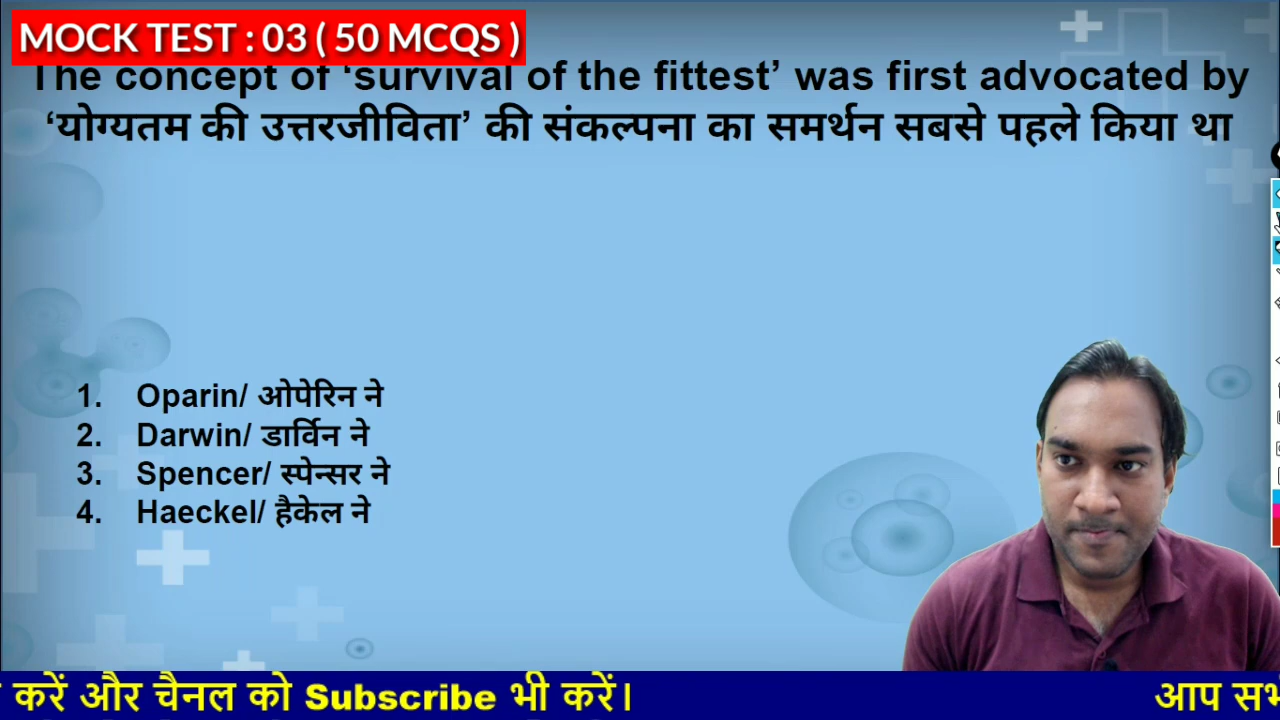 MOCK TEST : 03 ( 50 MCQS )
The concept of ‘survival of the fittest’ was first advocated by
‘योग्यतम की उत्तरजीविता’ की संकल्पना का समर्थन सबसे पहले किया था
1. Oparin/ ओपेरिन ने
2. Darwin/ डार्विन ने
3. Spencer/ स्पेन्सर ने
4. Haeckel/ हैकेल ने
करें और चैनल को Subscribe भी करें। आप सभ